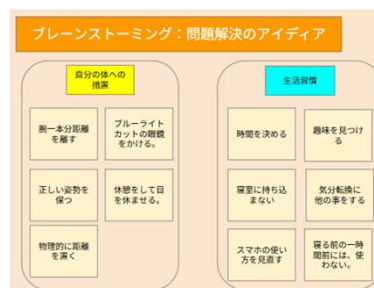 ブレーンストーミング：問題解決のアイディア
自分の体への
措置
腕一本分距離
を離す
ブルーライト
カットの眼鏡
をかける。
正しい姿勢を
保つ
休憩をして目
を休ませる。
物理的に距離
を置く
生活習慣
時間を決める
趣味を見つけ
る
寝室に持ち込
まない
気分転換に
他の事をする
スマホの使い
方を見直す
寝る前の一時
間前には、使
わない。